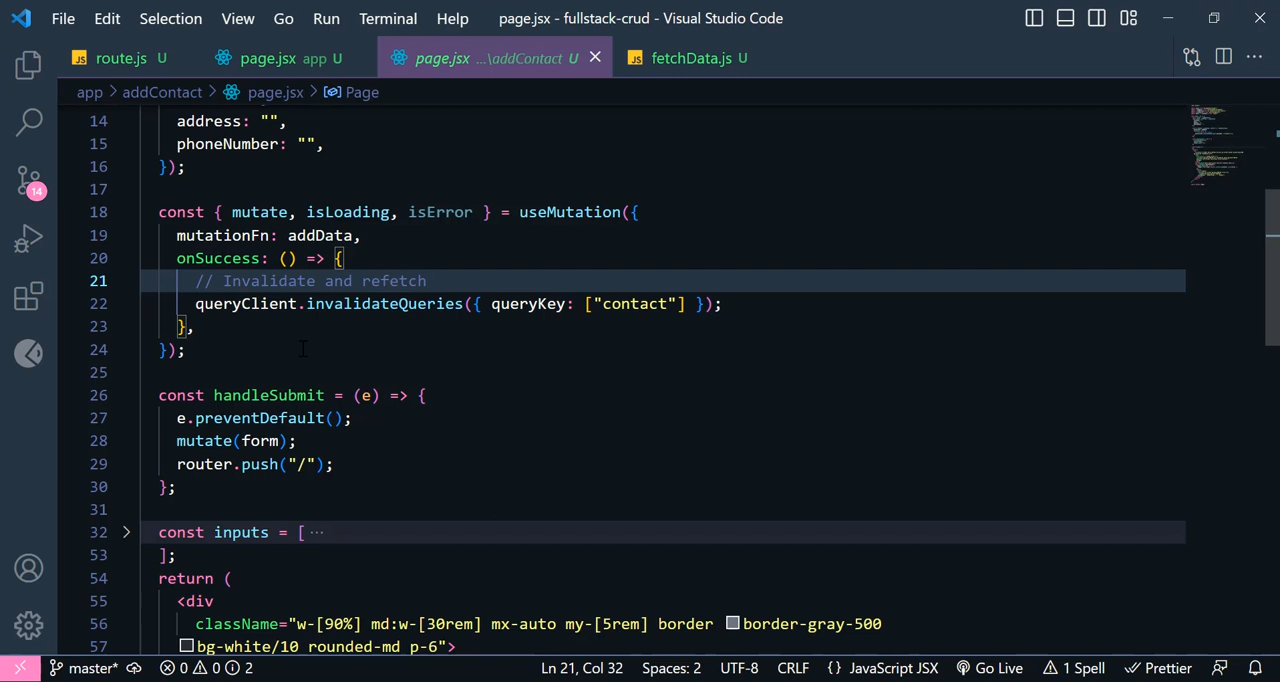 File Edit Selection View Go Run Terminal Help page.jsx - fullstack-crud - Visual Studio Code
JS route.js U page.jsx app U page.jsx ...\addContact U JS fetchData.js U
app > addContact > page.jsx > Page
14 address: "",
15 phoneNumber: "",
16 });
17
18 const { mutate, isLoading, isError } = useMutation({
19 mutationFn: addData,
20 onSuccess: () => {
21 // Invalidate and refetch
22 queryClient.invalidateQueries({ queryKey: ["contact"] });
23 },
24 });
25
26 const handleSubmit = (e) => {
27 e.preventDefault();
28 mutate(form);
29 router.push("/");
30 };
31
32 const inputs = [ ...
53 ];
54 return (
55 <div
56 className="w-[90%] md:w-[30rem] mx-auto my-[5rem] border border-gray-500
57 bg-white/10 rounded-md p-6">
14
master* 0 0 2 Ln 21, Col 32 Spaces: 2 UTF-8 CRLF {} JavaScript JSX Go Live 1 Spell Prettier